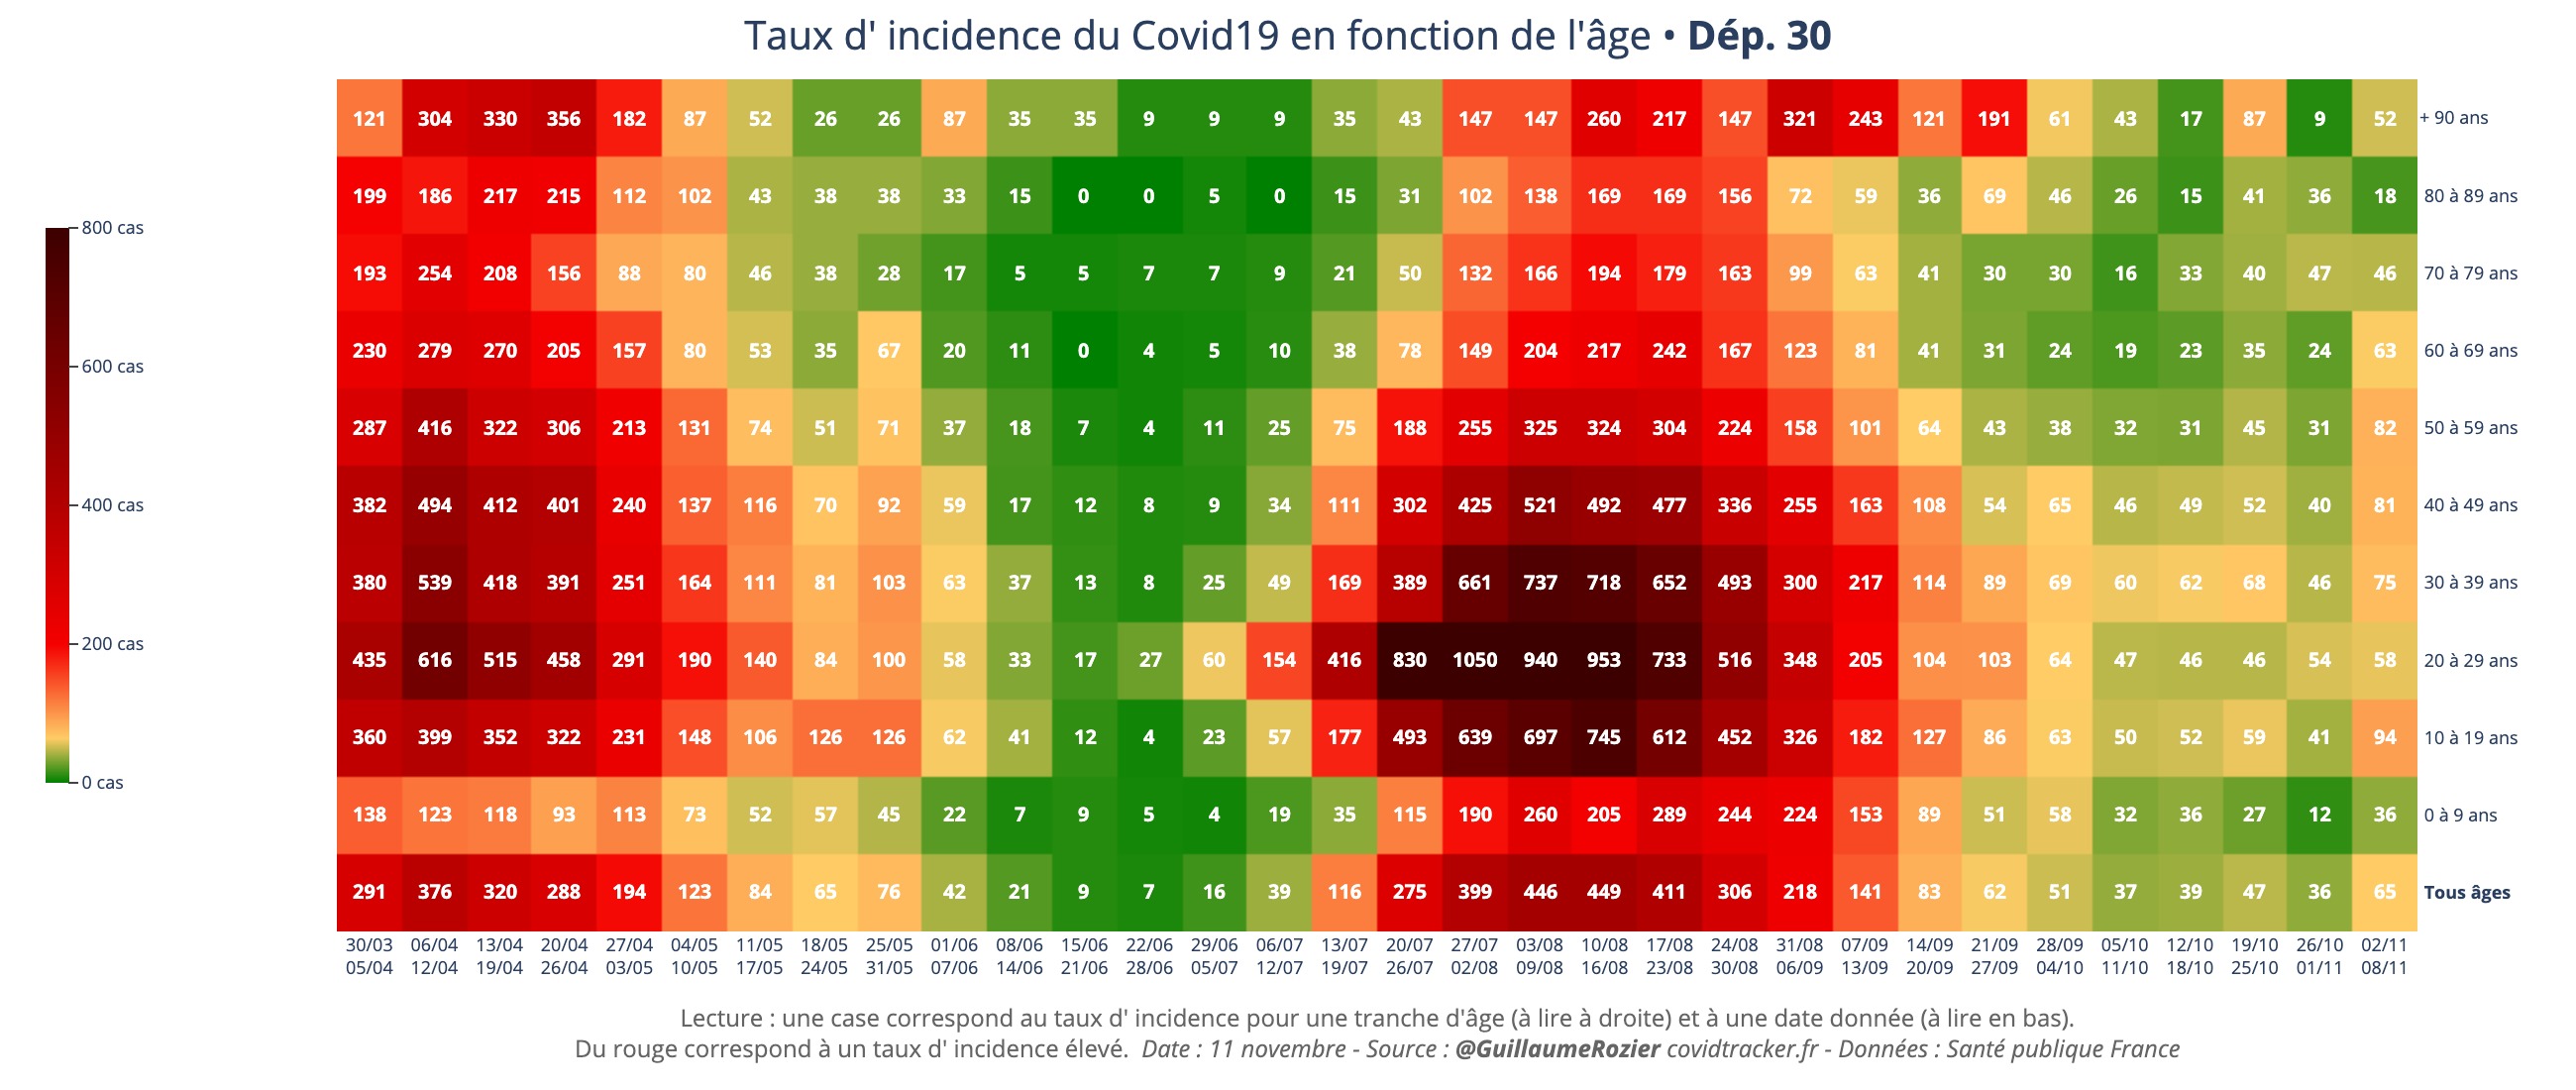 Taux d' incidence du Covid19 en fonction de l'âge • Dép. 30
800 cas
600 cas
400 cas
200 cas
0 cas
121 304 330 356 182 87 52 26 26 87 35 35 9 9 9 35 43 147 147 260 217 147 321 243 121 191 61 43 17 87 9 52 + 90 ans
199 186 217 215 112 102 43 38 38 33 15 0 0 5 0 15 31 102 138 169 169 156 72 59 36 69 46 26 15 41 36 18 80 à 89 ans
193 254 208 156 88 80 46 38 28 17 5 5 7 7 9 21 50 132 166 194 179 163 99 63 41 30 30 16 33 40 47 46 70 à 79 ans
230 279 270 205 157 80 53 35 67 20 11 0 4 5 10 38 78 149 204 217 242 167 123 81 41 31 24 19 23 35 24 63 60 à 69 ans
287 416 322 306 213 131 74 51 71 37 18 7 4 11 25 75 188 255 325 324 304 224 158 101 64 43 38 32 31 45 31 82 50 à 59 ans
382 494 412 401 240 137 116 70 92 59 17 12 8 9 34 111 302 425 521 492 477 336 255 163 108 54 65 46 49 52 40 81 40 à 49 ans
380 539 418 391 251 164 111 81 103 63 37 13 8 25 49 169 389 661 737 718 652 493 300 217 114 89 69 60 62 68 46 75 30 à 39 ans
435 616 515 458 291 190 140 84 100 58 33 17 27 60 154 416 830 1050 940 953 733 516 348 205 104 103 64 47 46 46 54 58 20 à 29 ans
360 399 352 322 231 148 106 126 126 62 41 12 4 23 57 177 493 639 697 745 612 452 326 182 127 86 63 50 52 59 41 94 10 à 19 ans
138 123 118 93 113 73 52 57 45 22 7 9 5 4 19 35 115 190 260 205 289 244 224 153 89 51 58 32 36 27 12 36 0 à 9 ans
291 376 320 288 194 123 84 65 76 42 21 9 7 16 39 116 275 399 446 449 411 306 218 141 83 62 51 37 39 47 36 65 Tous âges
30/03 06/04 13/04 20/04 27/04 04/05 11/05 18/05 25/05 01/06 08/06 15/06 22/06 29/06 06/07 13/07 20/07 27/07 03/08 10/08 17/08 24/08 31/08 07/09 14/09 21/09 28/09 05/10 12/10 19/10 26/10 02/11
05/04 12/04 19/04 26/04 03/05 10/05 17/05 24/05 31/05 07/06 14/06 21/06 28/06 05/07 12/07 19/07 26/07 02/08 09/08 16/08 23/08 30/08 06/09 13/09 20/09 27/09 04/10 11/10 18/10 25/10 01/11 08/11
Lecture : une case correspond au taux d' incidence pour une tranche d'âge (à lire à droite) et à une date donnée (à lire en bas).
Du rouge correspond à un taux d' incidence élevé. Date : 11 novembre - Source : @GuillaumeRozier covidtracker.fr - Données : Santé publique France